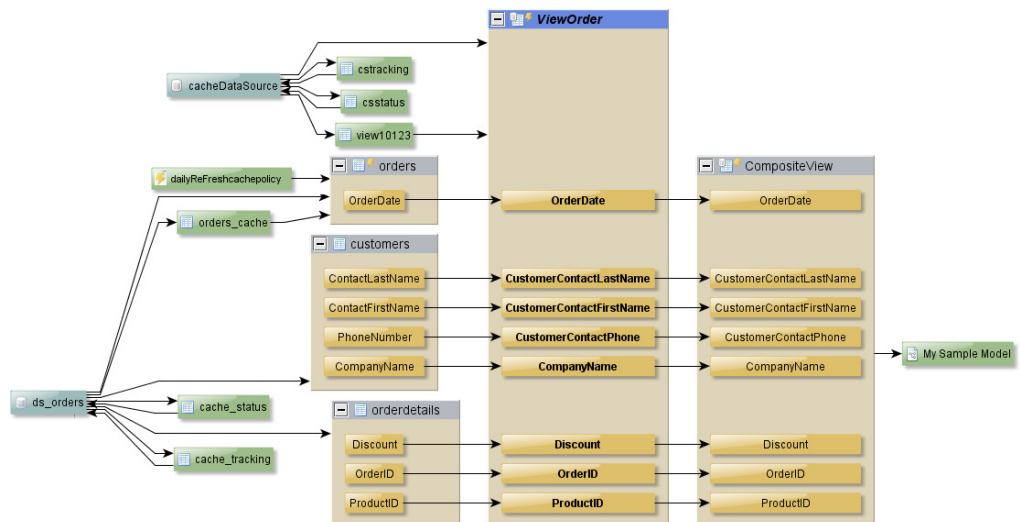 ViewOrder
cstracking
cacheDataSource
csstatus
view10123
orders
CompositeView
dailyReFreshcachepolicy
OrderDate
OrderDate
OrderDate
orders_cache
customers
ContactLastName
CustomerContactLastName
CustomerContactLastName
ContactFirstName
CustomerContactFirstName
CustomerContactFirstName
PhoneNumber
CustomerContactPhone
CustomerContactPhone
My Sample Model
CompanyName
CompanyName
CompanyName
ds_orders
cache_status
orderdetails
Discount
Discount
Discount
cache_tracking
OrderID
OrderID
OrderID
ProductID
ProductID
ProductID